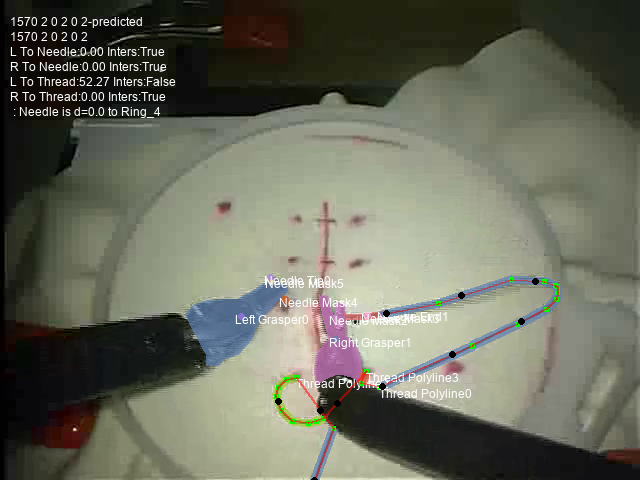 1570 2 0 2 0 2-predicted
1570 2 0 2 0 2
L To Needle:0.00 Inters:True
R To Needle:0.00 Inters:True
L To Thread:52.27 Inters:False
R To Thread:0.00 Inters:True
: Needle is d=0.0 to Ring_4
Needle Tip0
Needle Mask5
Needle Mask4
Left Grasper0
Right Grasper1
Thread Polyline3
Thread Polyline0